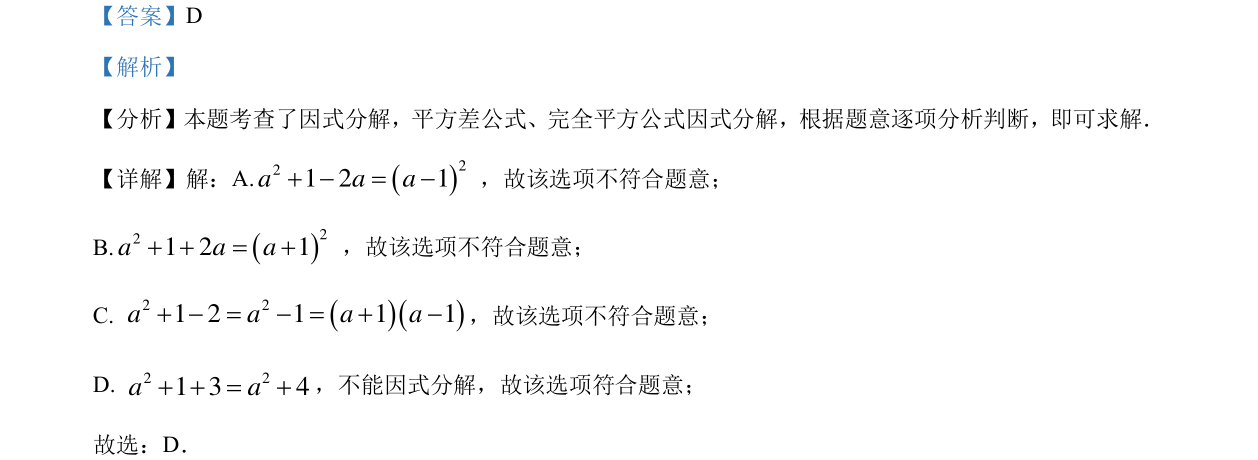 【答案】D
【解析】
【分析】本题考查了因式分解，平方差公式、完全平方公式因式分解，根据题意逐项分析判断，即可求解．
【详解】解：A. a² +1−2a = (a−1)² ，故该选项不符合题意；
B. a² +1+2a = (a+1)² ，故该选项不符合题意；
C. a² +1−2 = a² −1 = (a+1)(a−1)，故该选项不符合题意；
D. a² +1+3 = a² +4，不能因式分解，故该选项符合题意；
故选：D．